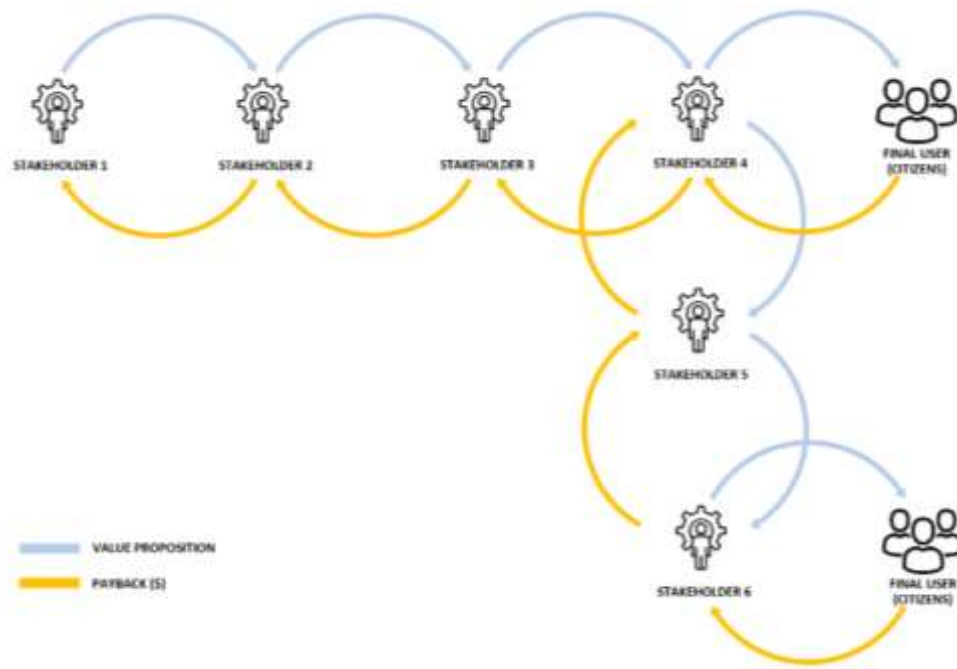 STAKEHOLDER 1
STAKEHOLDER 2
STAKEHOLDER 3
STAKEHOLDER 4
FINAL USER
(CITIZENS)
STAKEHOLDER 5
VALUE PROPOSITION
PAYBACK ($)
STAKEHOLDER 6
FINAL USER
(CITIZENS)